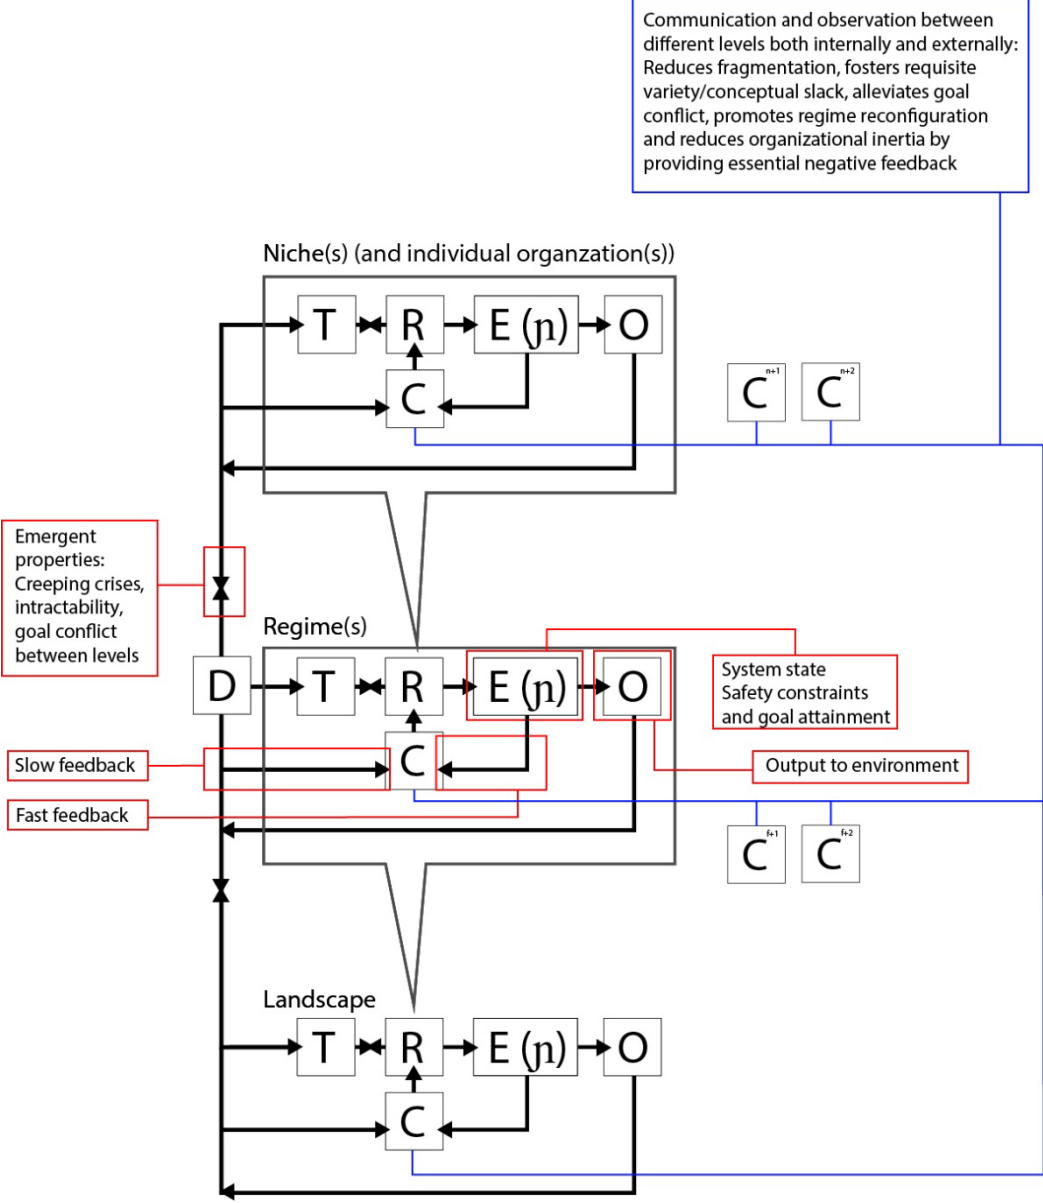 Communication and observation between
different levels both internally and externally:
Reduces fragmentation, fosters requisite
variety/conceptual slack, alleviates goal
conflict, promotes regime reconfiguration
and reduces organizational inertia by
providing essential negative feedback
Niche(s) (and individual organzation(s))
T R E (ɲ) O
C
C n+1 C n+2
Emergent
properties:
Creeping crises,
intractability,
goal conflict
between levels
Regime(s)
D T R E (ɲ) O
System state
Safety constraints
and goal attainment
Slow feedback
C
Output to environment
Fast feedback
C f+1 C f+2
Landscape
T R E (ɲ) O
C